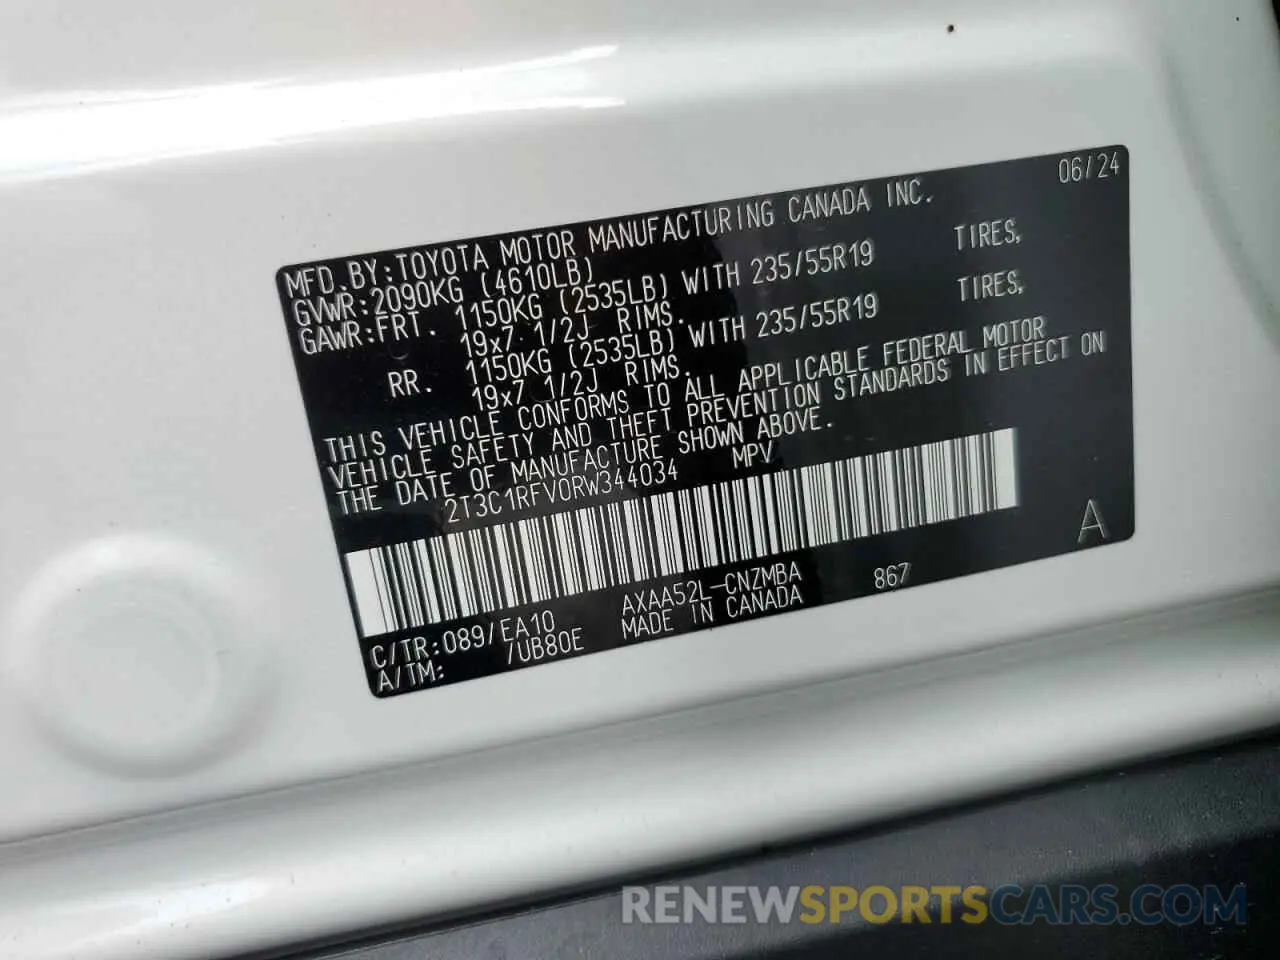 06/24
MFD.BY:TOYOTA MOTOR MANUFACTURING CANADA INC.
GVWR:2090KG (4610LB)
GAWR:FRT. 1150KG (2535LB) WITH 235/55R19 TIRES,
19x7 1/2J RIMS.
RR. 1150KG (2535LB) WITH 235/55R19 TIRES,
19x7 1/2J RIMS.
THIS VEHICLE CONFORMS TO ALL APPLICABLE FEDERAL MOTOR
VEHICLE SAFETY AND THEFT PREVENTION STANDARDS IN EFFECT ON
THE DATE OF MANUFACTURE SHOWN ABOVE.
2T3C1RFV0RW344034 MPV
A
C/TR:089/EA10 AXAA52L-CNZMBA 867
A/TM: /UB80E MADE IN CANADA
RENEWSPORTSCARS.COM